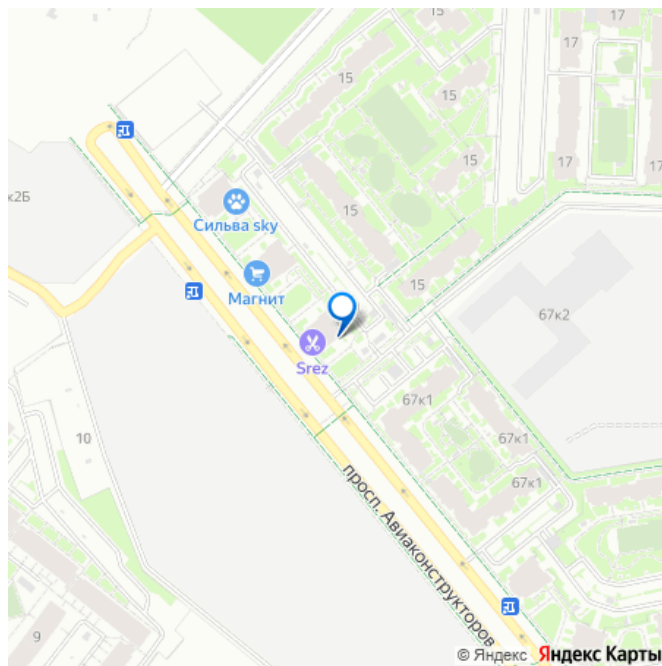 15
17
17
15
15
17
к2Б
Сильва sky
15
Магнит
15
67к2
Srez
67к1
10
67к1
67к1
просп. Авиаконструкторов
9
© Яндекс Яндекс Карты